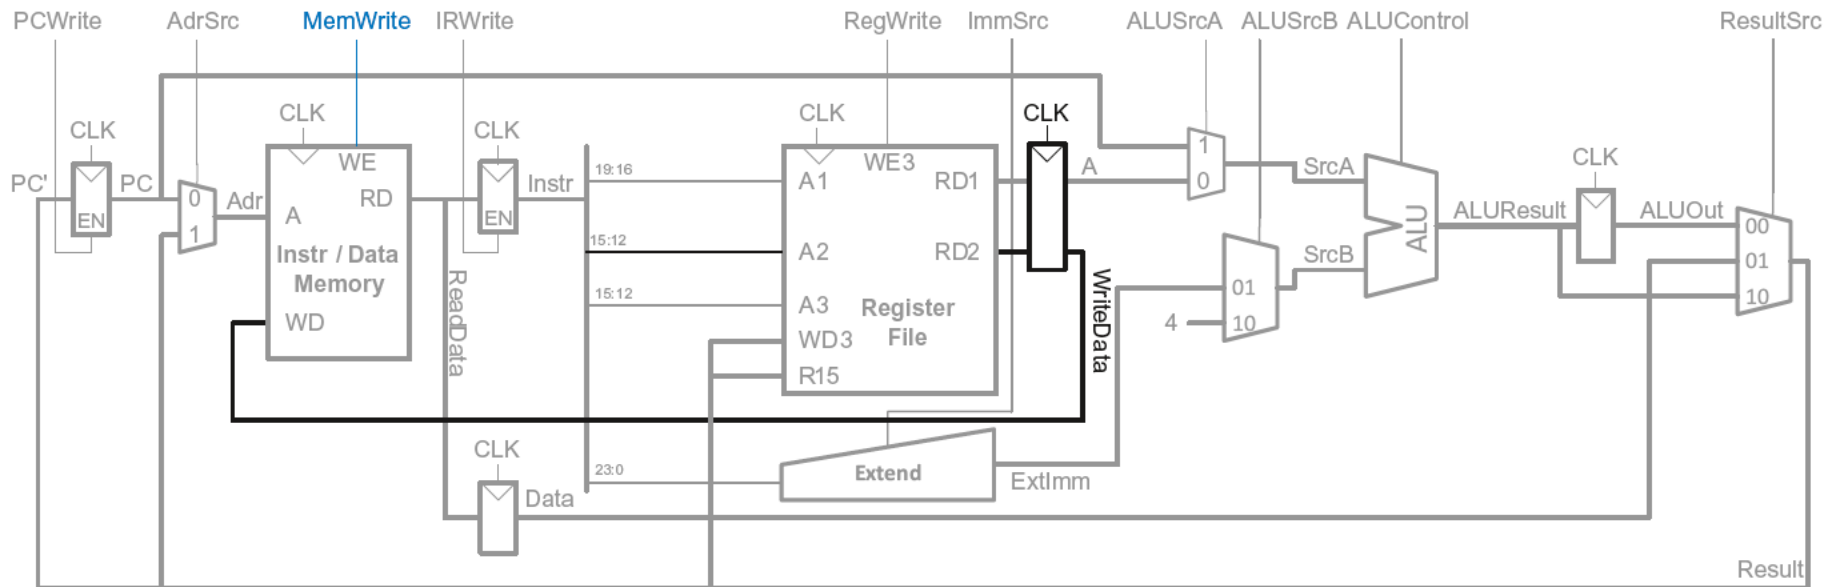 PCWrite
AdrSrc
MemWrite
IRWrite
RegWrite
ImmSrc
ALUSrcA
ALUSrcB
ALUControl
ResultSrc
CLK
CLK
CLK
CLK
CLK
CLK
PC'
EN
PC
0
1
Adr
WE
RD
A
Instr / Data
Memory
WD
EN
Instr
ReadData
19:16
15:12
15:12
23:0
WE3
A1
RD1
A2
RD2
A3
Register
File
WD3
R15
A
WriteData
1
0
SrcA
01
10
4
SrcB
ALU
ALUResult
ALUOut
00
01
10
CLK
Data
Extend
ExtImm
Result